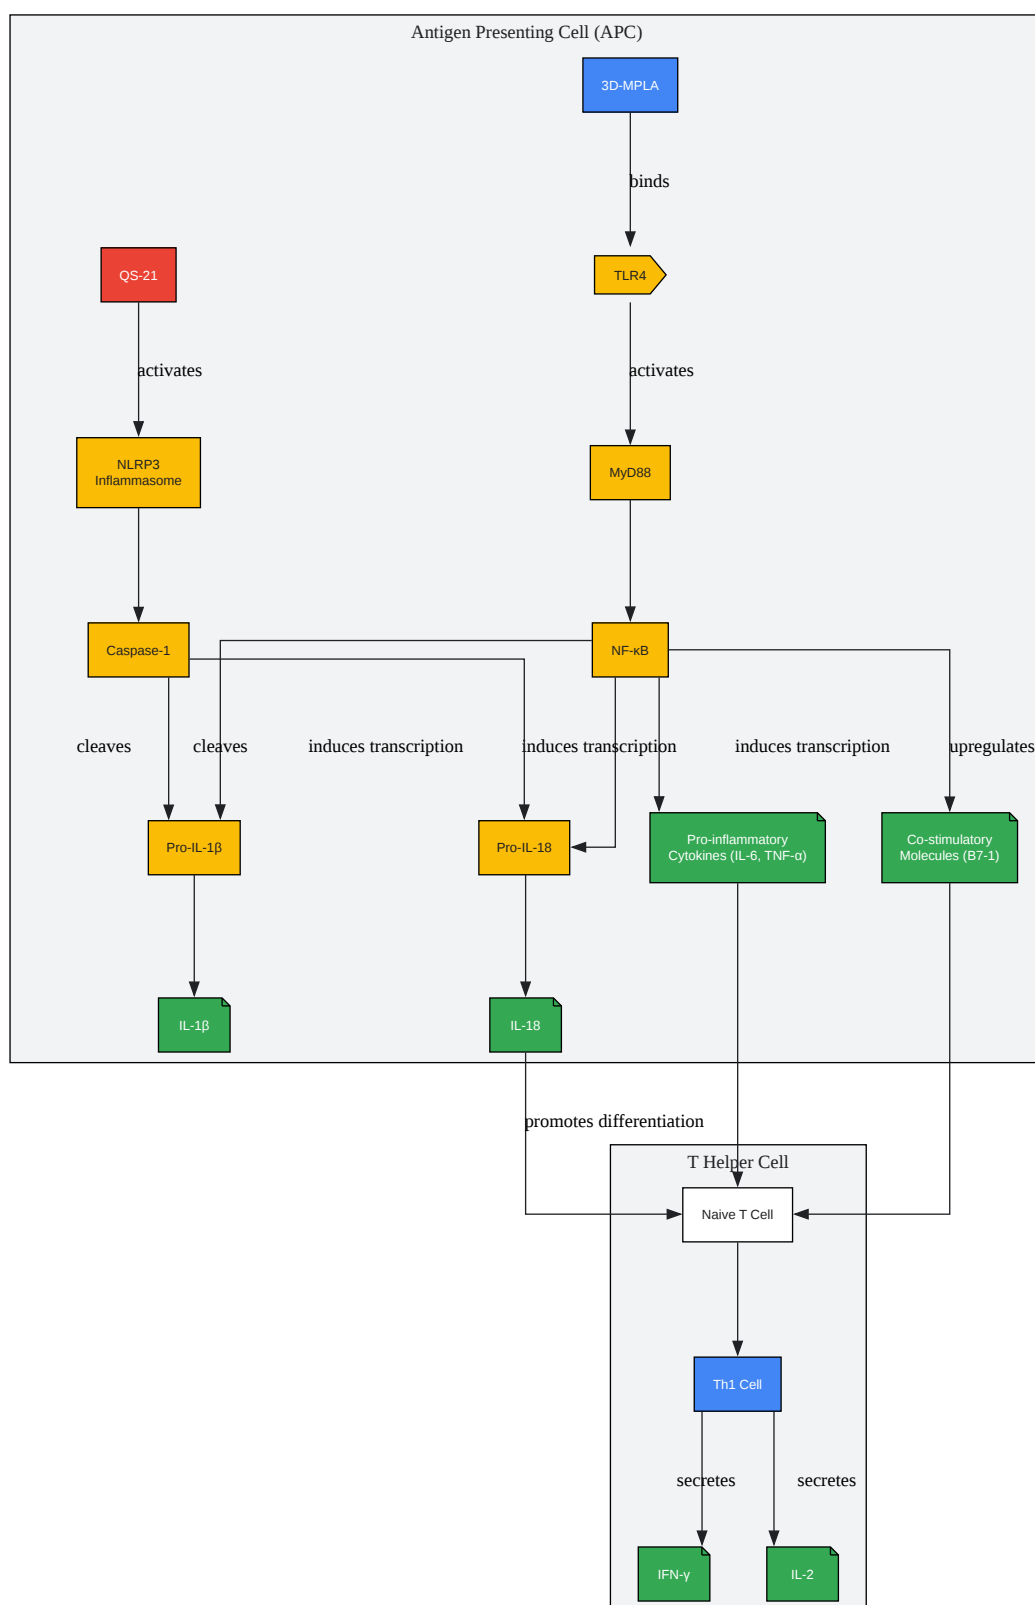 Antigen Presenting Cell (APC)
3D-MPLA
binds
QS-21
TLR4
activates
activates
NLRP3
Inflammasome
MyD88
Caspase-1
NF-κB
cleaves
cleaves
induces transcription
induces transcription
induces transcription
upregulates
Pro-IL-1β
Pro-IL-18
Pro-inflammatory
Cytokines (IL-6, TNF-α)
Co-stimulatory
Molecules (B7-1)
IL-1β
IL-18
promotes differentiation
T Helper Cell
Naive T Cell
Th1 Cell
secretes
secretes
IFN-γ
IL-2